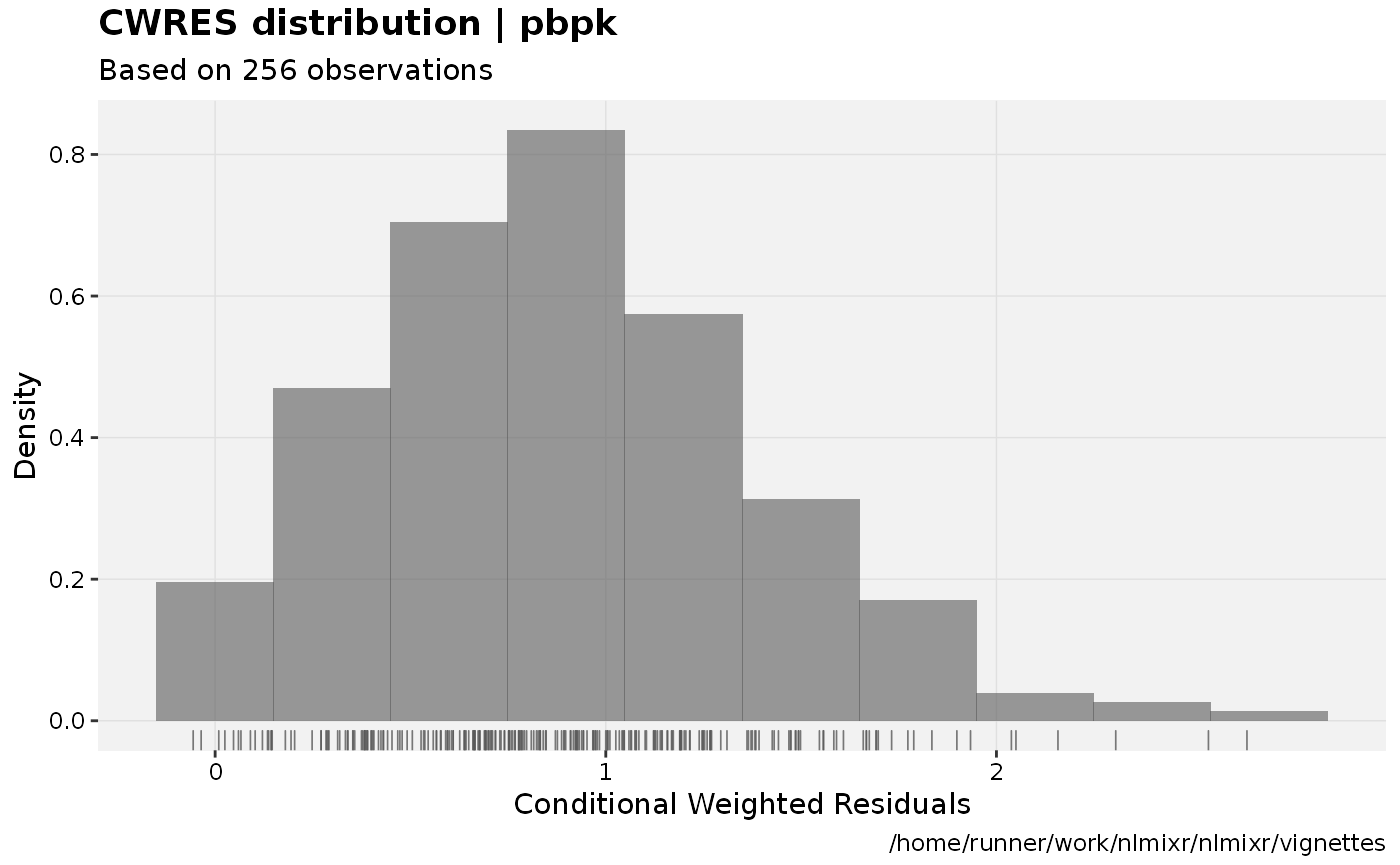 CWRES distribution | pbpk
Based on 256 observations
Density
0.8
0.6
0.4
0.2
0.0
0 1 2
Conditional Weighted Residuals
/home/runner/work/nlmixr/nlmixr/vignettes